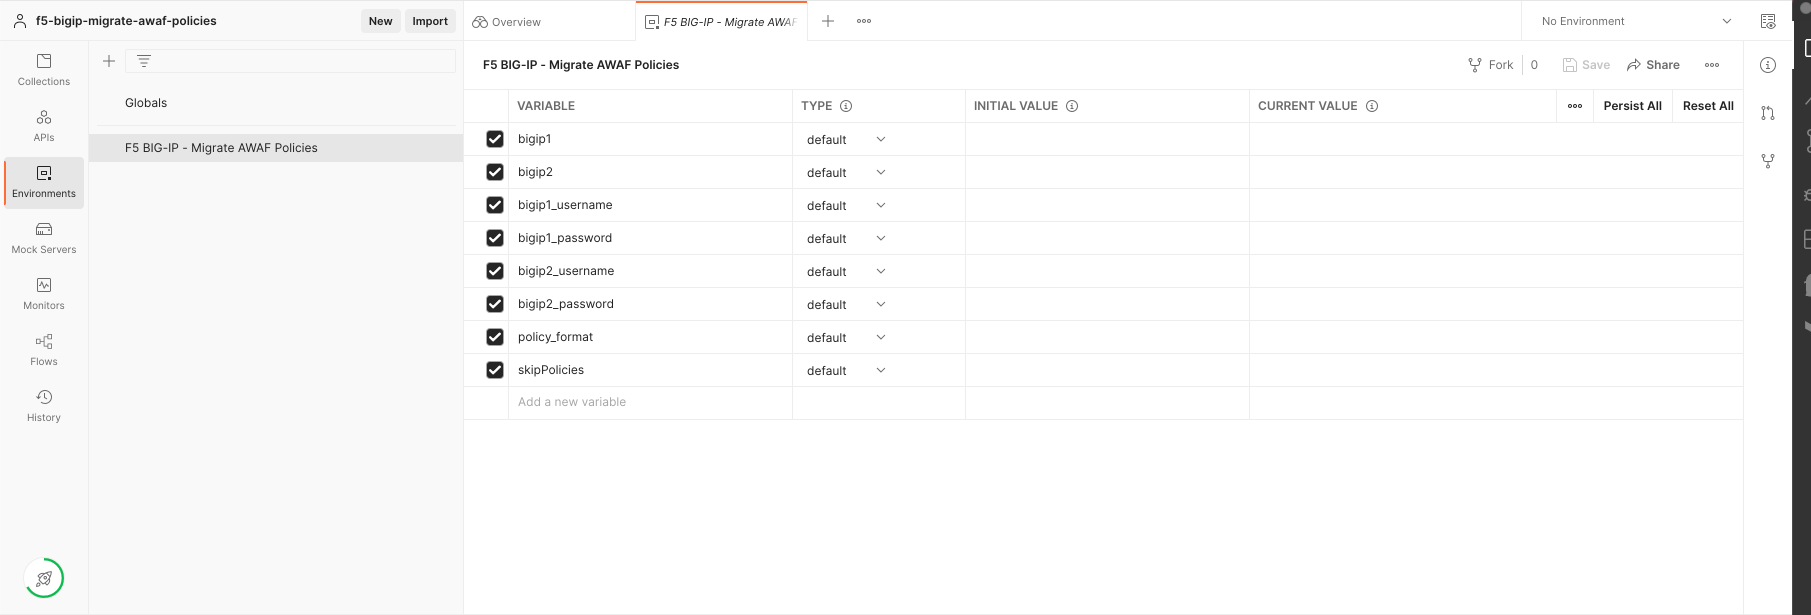 f5-bigip-migrate-awaf-policies
New
Import
Overview
F5 BIG-IP - Migrate AWAF
No Environment
Collections
APIs
Environments
Mock Servers
Monitors
Flows
History
Globals
F5 BIG-IP - Migrate AWAF Policies
F5 BIG-IP - Migrate AWAF Policies
Fork
0
Save
Share
VARIABLE
TYPE
INITIAL VALUE
CURRENT VALUE
Persist All
Reset All
bigip1
default
bigip2
default
bigip1_username
default
bigip1_password
default
bigip2_username
default
bigip2_password
default
policy_format
default
skipPolicies
default
Add a new variable